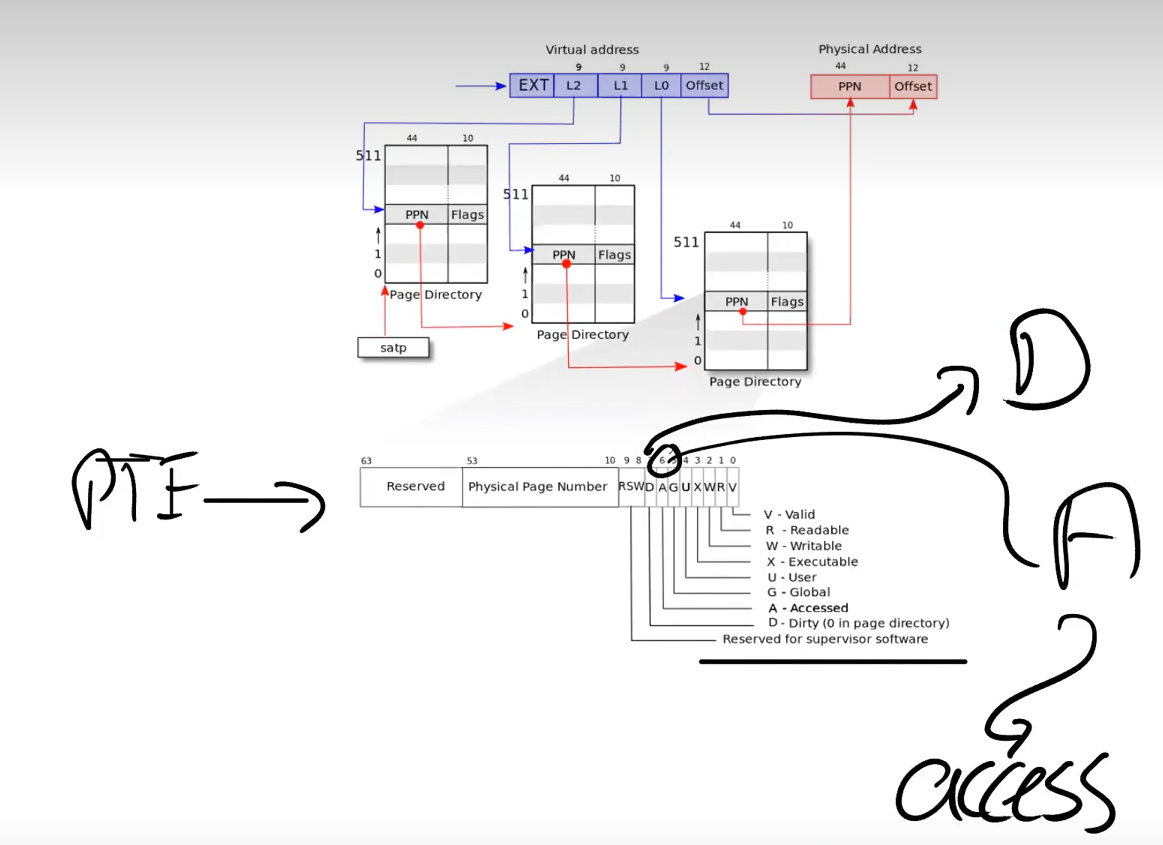 Virtual address
Physical Address
9 9 9 12
44 12
EXT L2 L1 L0 Offset
PPN Offset
44 10
511
PPN Flags
1
0
Page Directory
satp
44 10
511
PPN Flags
1
0
Page Directory
44 10
511
PPN Flags
1
0
Page Directory
D
PTE
63 53 10 9 8 6 4 3 2 1 0
Reserved Physical Page Number RSW D A G U X W R V
V - Valid
R - Readable
W - Writable
X - Executable
U - User
G - Global
A - Accessed
D - Dirty (0 in page directory)
Reserved for supervisor software
A
access